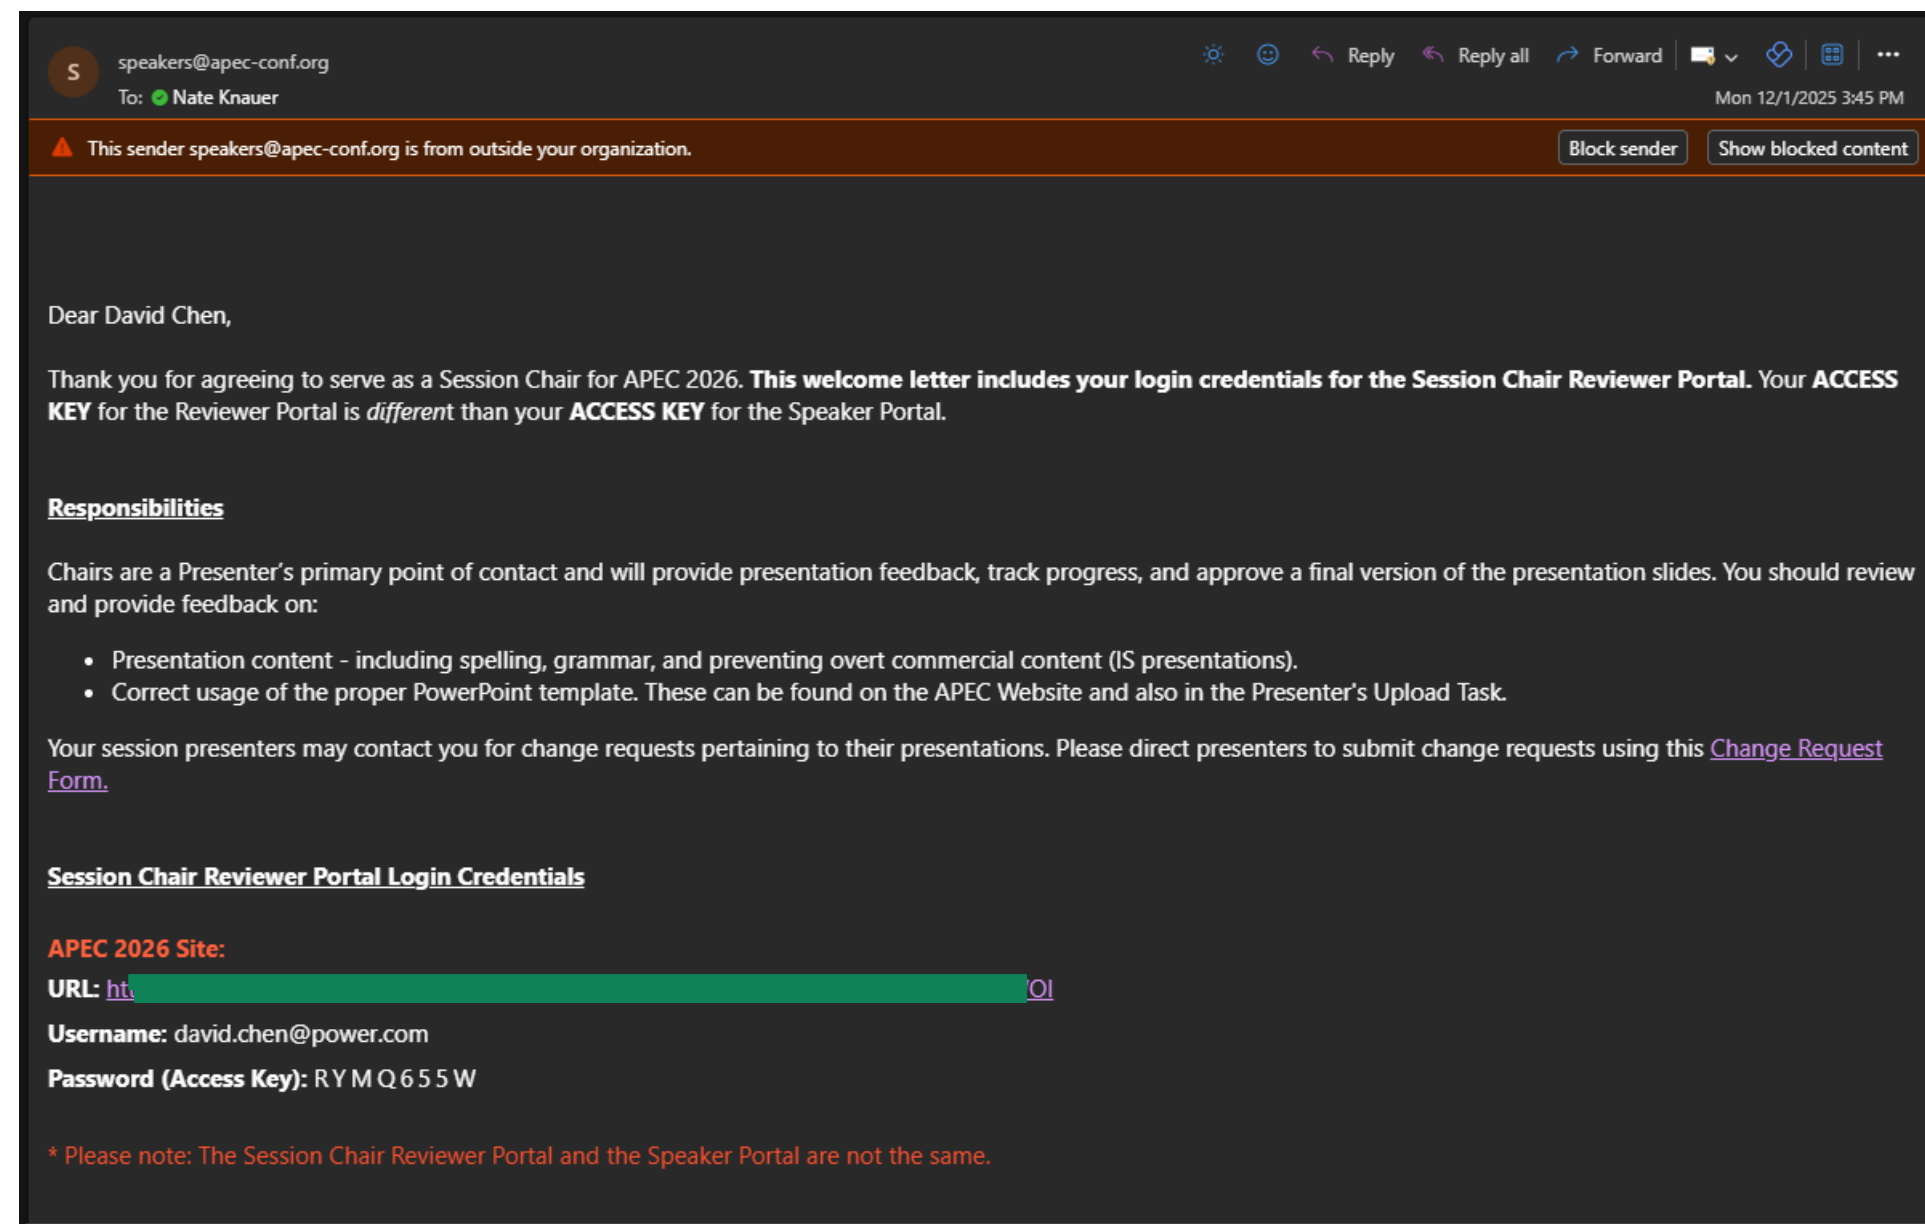 S
speakers@apec-conf.org
Reply
Reply all
Forward
To: Nate Knauer
Mon 12/1/2025 3:45 PM
This sender speakers@apec-conf.org is from outside your organization.
Block sender
Show blocked content
Dear David Chen,
Thank you for agreeing to serve as a Session Chair for APEC 2026. This welcome letter includes your login credentials for the Session Chair Reviewer Portal. Your ACCESS
KEY for the Reviewer Portal is different than your ACCESS KEY for the Speaker Portal.
Responsibilities
Chairs are a Presenter's primary point of contact and will provide presentation feedback, track progress, and approve a final version of the presentation slides. You should review
and provide feedback on:
• Presentation content - including spelling, grammar, and preventing overt commercial content (IS presentations).
• Correct usage of the proper PowerPoint template. These can be found on the APEC Website and also in the Presenter's Upload Task.
Your session presenters may contact you for change requests pertaining to their presentations. Please direct presenters to submit change requests using this Change Request
Form.
Session Chair Reviewer Portal Login Credentials
APEC 2026 Site:
URL:
Username: david.chen@power.com
Password (Access Key): R Y M Q 6 5 5 W
* Please note: The Session Chair Reviewer Portal and the Speaker Portal are not the same.